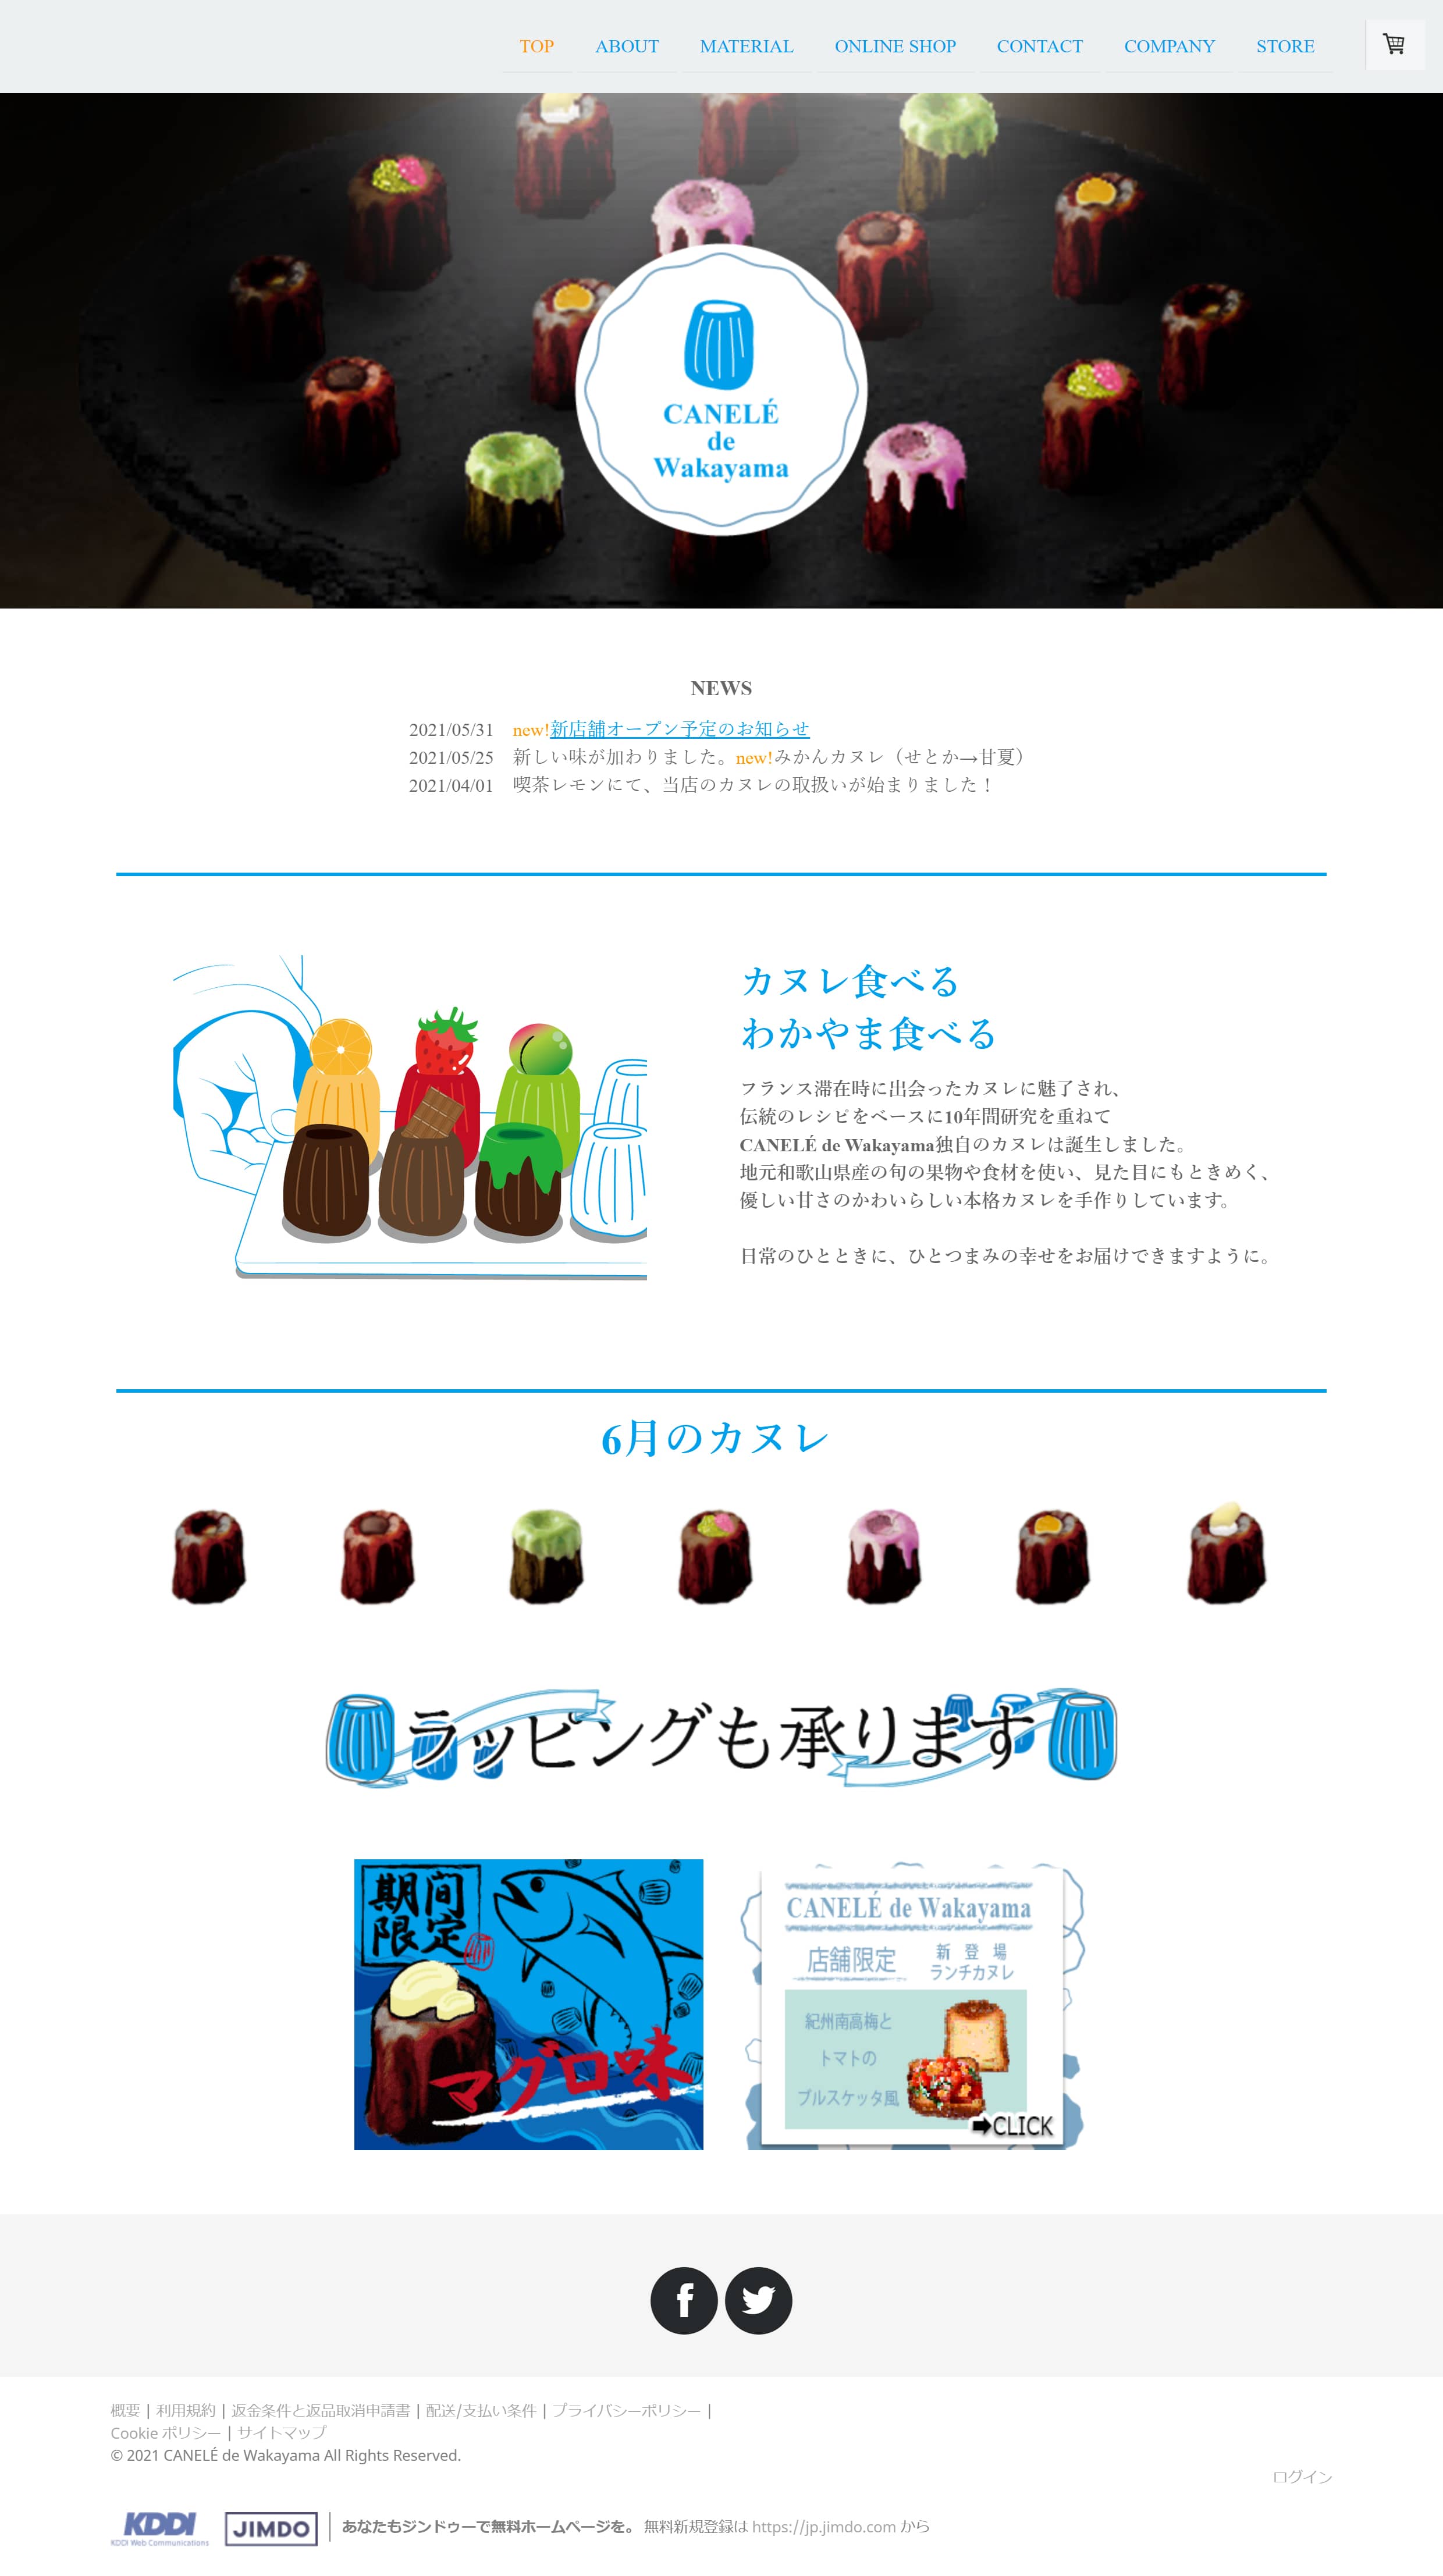 TOP ABOUT MATERIAL ONLINE SHOP CONTACT COMPANY STORE
CANELÉ
de
Wakayama
NEWS
2021/05/31 new!新店舗オープン予定のお知らせ
2021/05/25 新しい味が加わりました。new!みかんカヌレ（せとか→甘夏）
2021/04/01 喫茶レモンにて、当店のカヌレの取扱いが始まりました！
カヌレ食べる
わかやま食べる
フランス滞在時に出会ったカヌレに魅了され、
伝統のレシピをベースに10年間研究を重ねて
CANELÉ de Wakayama独自のカヌレは誕生しました。
地元和歌山県産の旬の果物や食材を使い、見た目にもときめく、
優しい甘さのかわいらしい本格カヌレを手作りしています。
日常のひとときに、ひとつまみの幸せをお届けできますように。
6月のカヌレ
ラッピングも承ります
期間
限定
マグロ味
CANELÉ de Wakayama
店舗限定
新登場
ランチカヌレ
紀州南高梅と
トマトの
ブルスケッタ風
➡CLICK
概要 | 利用規約 | 返金条件と返品取消申請書 | 配送/支払い条件 | プライバシーポリシー |
Cookie ポリシー | サイトマップ
© 2021 CANELÉ de Wakayama All Rights Reserved.
ログイン
KDDI
KDDI Web Communications
JIMDO
あなたもジンドゥーで無料ホームページを。 無料新規登録は https://jp.jimdo.com から